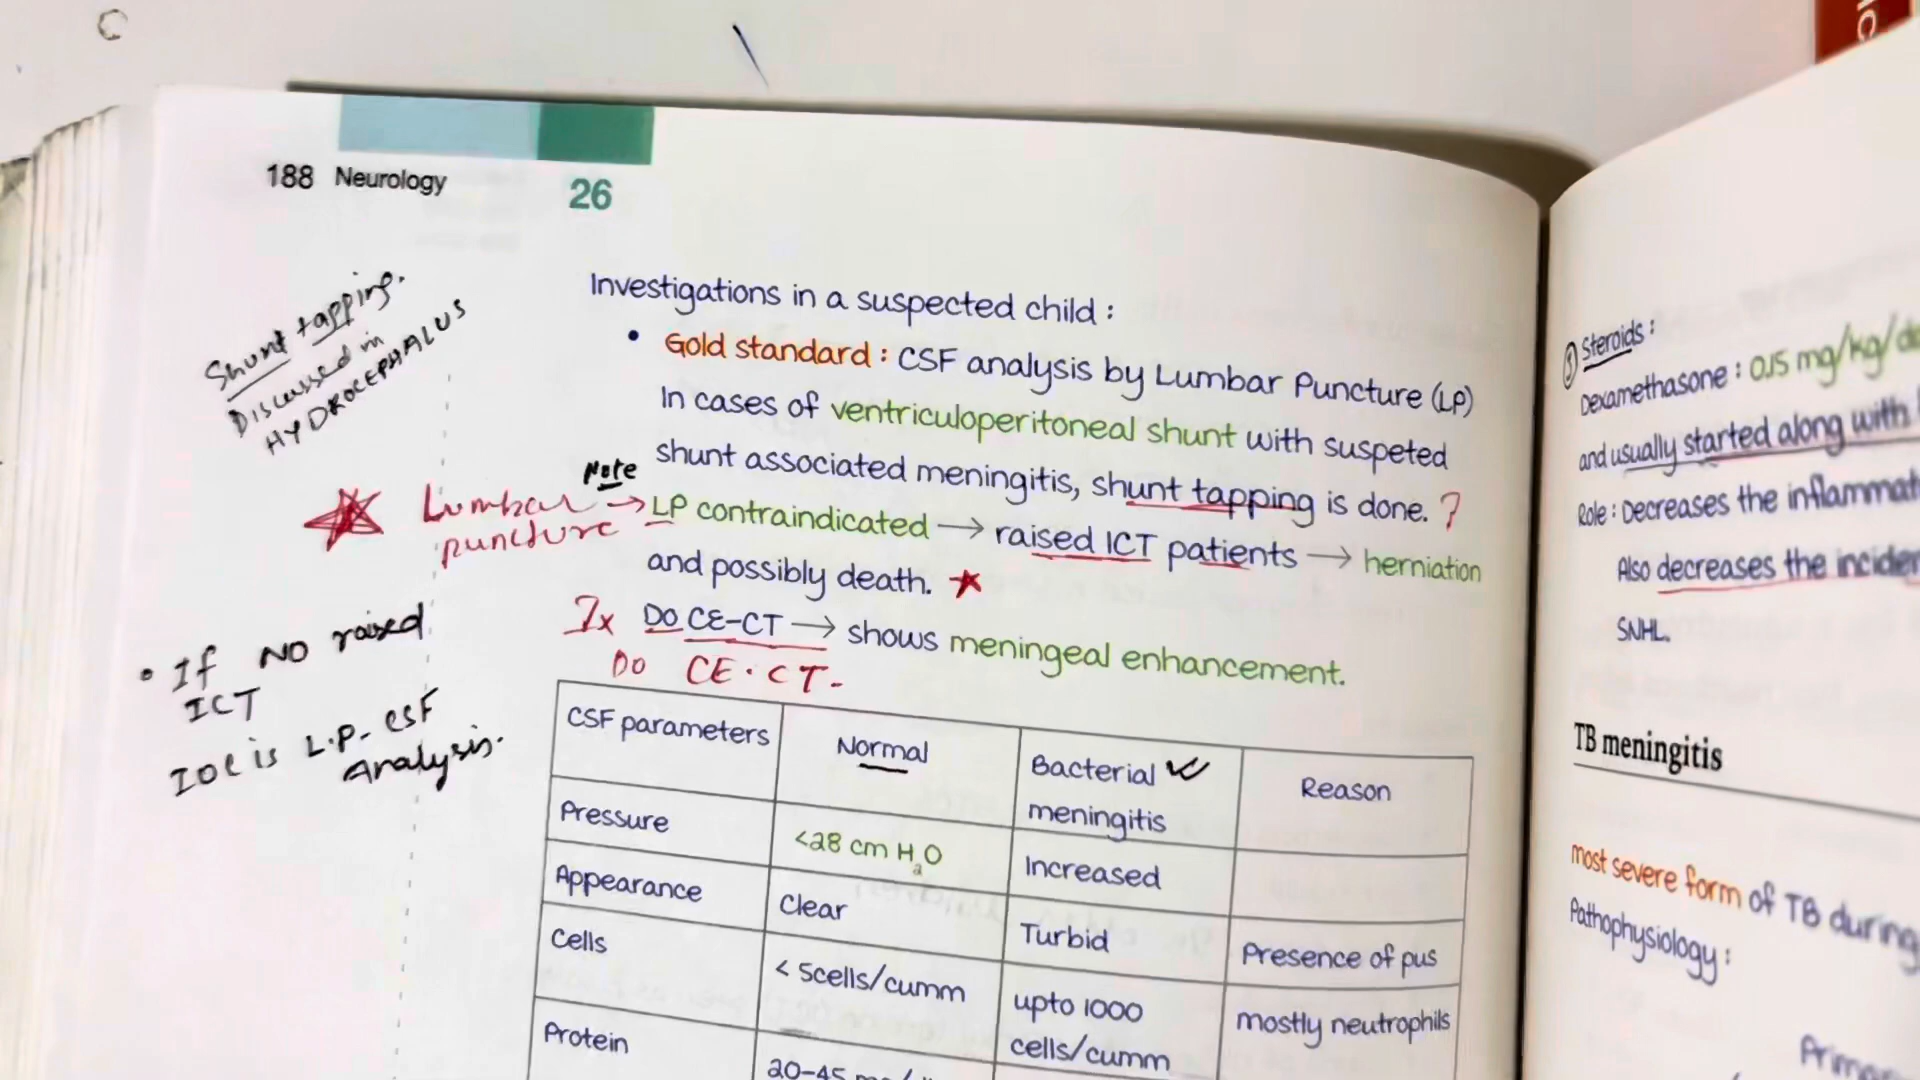 188 Neurology
26
Shunt tapping.
Discussed in
HYDROCEPHALUS
Investigations in a suspected child :
• Gold standard : CSF analysis by Lumbar Puncture (LP)
In cases of ventriculoperitoneal shunt with suspeted
shunt associated meningitis, shunt tapping is done. ?
Note
Lumbar → LP contraindicated → raised ICT patients → herniation
puncture
and possibly death.
Ix Do CE-CT → shows meningeal enhancement.
Do CE.CT-
• If NO raised
ICT
IOC is L.P- CSF
Analysis.
CSF parameters Normal Bacterial meningitis Reason
Pressure <28 cm H2O Increased
Appearance Clear Turbid Presence of pus
Cells < 5cells/cumm upto 1000 cells/cumm mostly neutrophils
Protein 20-45
③ Steroids :
Dexamethasone : 0.15 mg/kg/
and usually started along with
Role : Decreases the
Also decreases the
SNHL.
TB meningitis
most severe form of TB during
Pathophysiology :